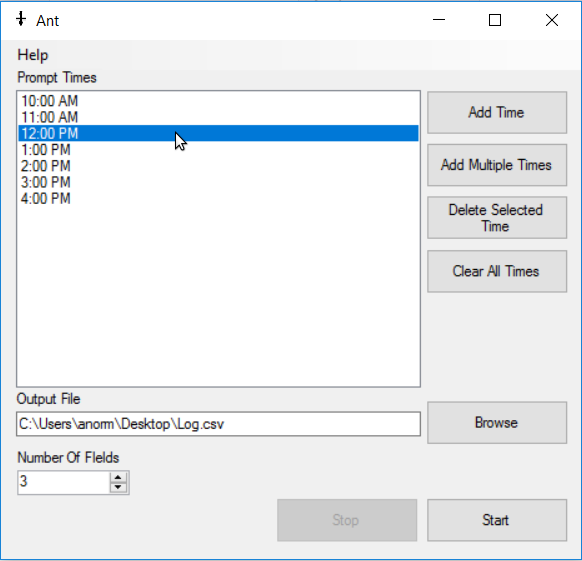 Ant
Help
Prompt Times
10:00 AM
11:00 AM
12:00 PM
1:00 PM
2:00 PM
3:00 PM
4:00 PM
Add Time
Add Multiple Times
Delete Selected
Time
Clear All Times
Output File
C:\Users\anorm\Desktop\Log.csv
Browse
Number Of FIelds
3
Stop
Start